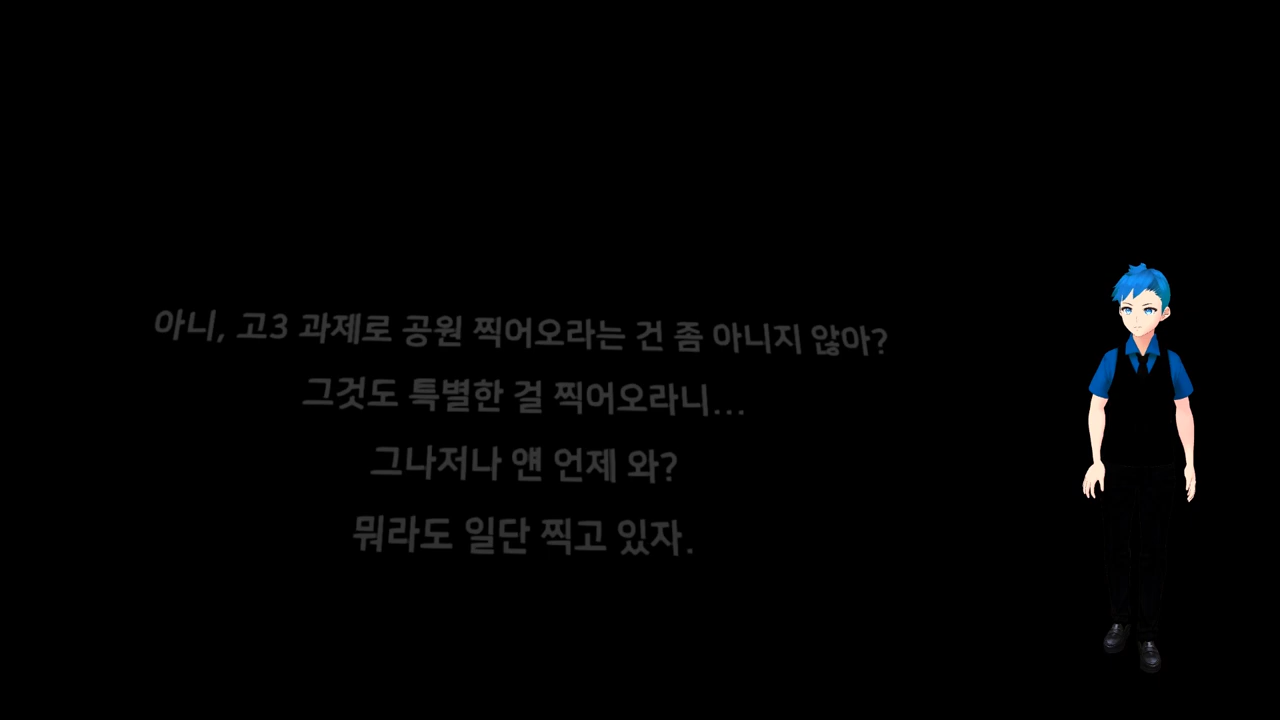 아니, 고3 과제로 공원 찍어오라는 건 좀 아니지 않아?
그것도 특별한 걸 찍어오라니...
그나저나 얜 언제 와?
뭐라도 일단 찍고 있자.